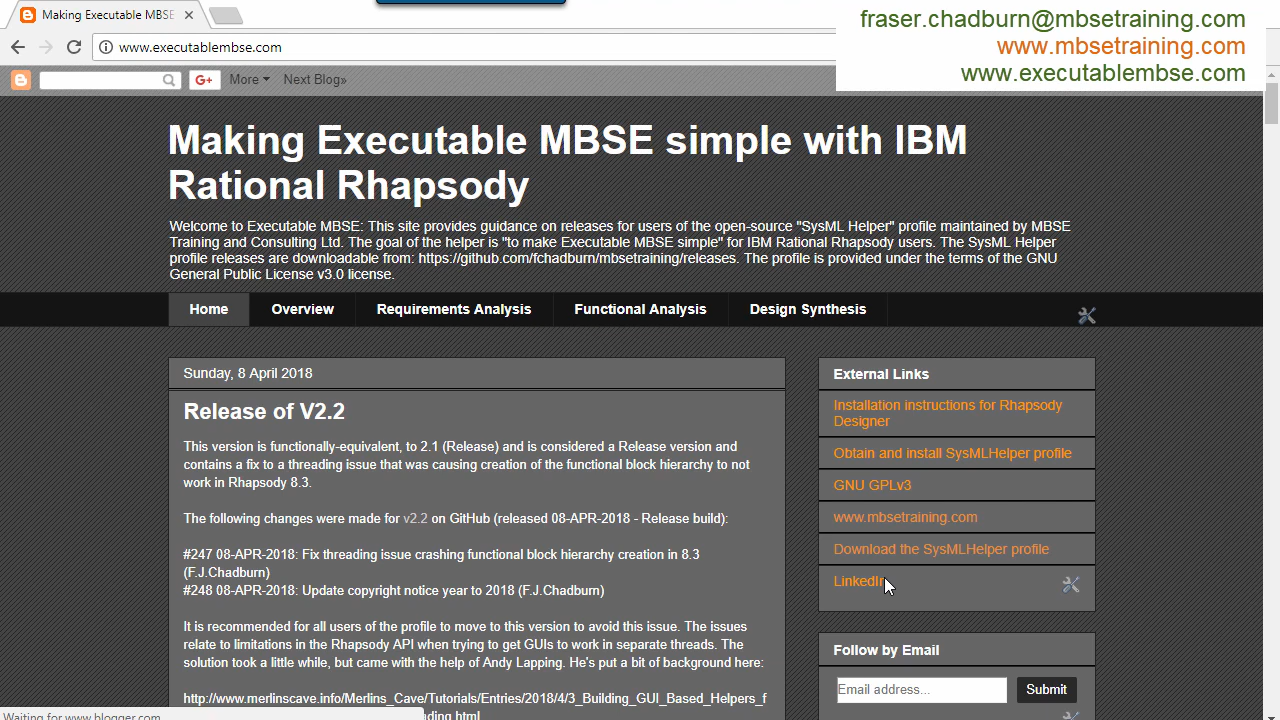 Making Executable MBSE
fraser.chadburn@mbsetraining.com
www.mbsetraining.com
www.executablembse.com
www.executablembse.com
G+ More Next Blog»
Making Executable MBSE simple with IBM
Rational Rhapsody
Welcome to Executable MBSE: This site provides guidance on releases for users of the open-source "SysML Helper" profile maintained by MBSE
Training and Consulting Ltd. The goal of the helper is "to make Executable MBSE simple" for IBM Rational Rhapsody users. The SysML Helper
profile releases are downloadable from: https://github.com/fchadburn/mbsetraining/releases. The profile is provided under the terms of the GNU
General Public License v3.0 license.
Home Overview Requirements Analysis Functional Analysis Design Synthesis
Sunday, 8 April 2018
Release of V2.2
This version is functionally-equivalent, to 2.1 (Release) and is considered a Release version and
contains a fix to a threading issue that was causing creation of the functional block hierarchy to not
work in Rhapsody 8.3.
The following changes were made for v2.2 on GitHub (released 08-APR-2018 - Release build):
#247 08-APR-2018: Fix threading issue crashing functional block hierarchy creation in 8.3
(F.J.Chadburn)
#248 08-APR-2018: Update copyright notice year to 2018 (F.J.Chadburn)
It is recommended for all users of the profile to move to this version to avoid this issue. The issues
relate to limitations in the Rhapsody API when trying to get GUIs to work in separate threads. The
solution took a little while, but came with the help of Andy Lapping. He's put a bit of background here:
http://www.merlinscave.info/Merlins_Cave/Tutorials/Entries/2018/4/3_Building_GUI_Based_Helpers_f
External Links
Installation instructions for Rhapsody
Designer
Obtain and install SysMLHelper profile
GNU GPLv3
www.mbsetraining.com
Download the SysMLHelper profile
LinkedIn
Follow by Email
Email address... Submit
Waiting for www.blogger.com